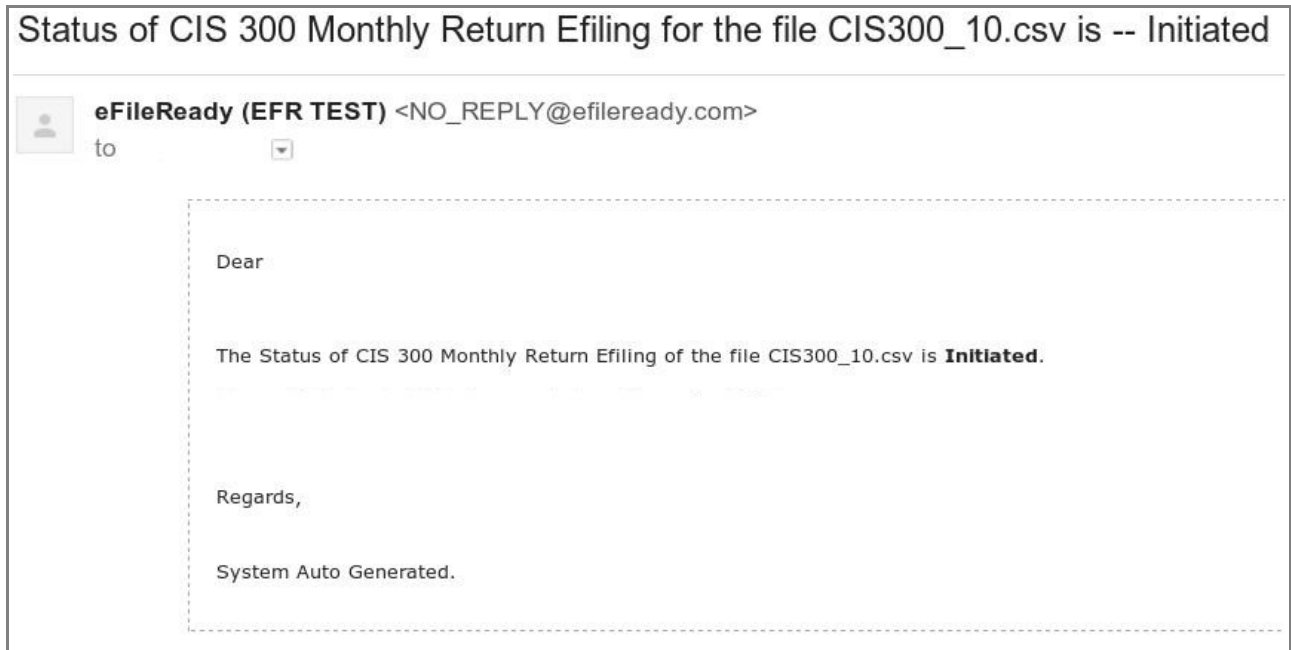 Status of CIS 300 Monthly Return Efiling for the file CIS300_10.csv is -- Initiated
eFileReady (EFR TEST) <NO_REPLY@efileready.com>
to
Dear
The Status of CIS 300 Monthly Return Efiling of the file CIS300_10.csv is Initiated.
Regards,
System Auto Generated.